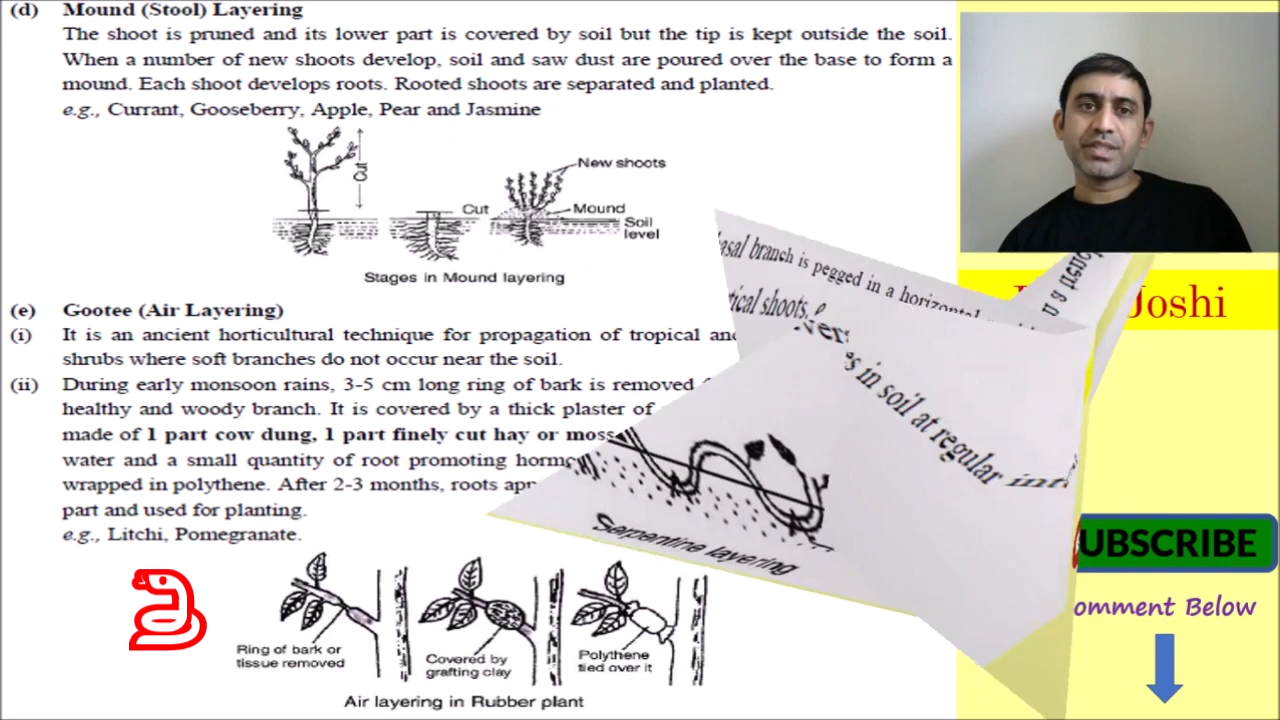 (d) Mound (Stool) Layering
The shoot is pruned and its lower part is covered by soil but the tip is kept outside the soil.
When a number of new shoots develop, soil and saw dust are poured over the base to form a
mound. Each shoot develops roots. Rooted shoots are separated and planted.
e.g., Currant, Gooseberry, Apple, Pear and Jasmine
Cut
New shoots
Cut
Mound
Soil
level
Stages in Mound layering
(e) Gootee (Air Layering)
(i) It is an ancient horticultural technique for propagation of tropical and
shrubs where soft branches do not occur near the soil.
(ii) During early monsoon rains, 3-5 cm long ring of bark is removed
healthy and woody branch. It is covered by a thick plaster of
made of 1 part cow dung, 1 part finely cut hay or moss
water and a small quantity of root promoting
wrapped in polythene. After 2-3 months, roots
part and used for planting.
e.g., Litchi, Pomegranate.
Ring of bark or
tissue removed
Covered by
grafting clay
Polythene
tied over it
Air layering in Rubber plant
branch is pegged in a horizontal
shoots,
in soil at regular
Serpentine layering
Joshi
UBSCRIBE
omment Below